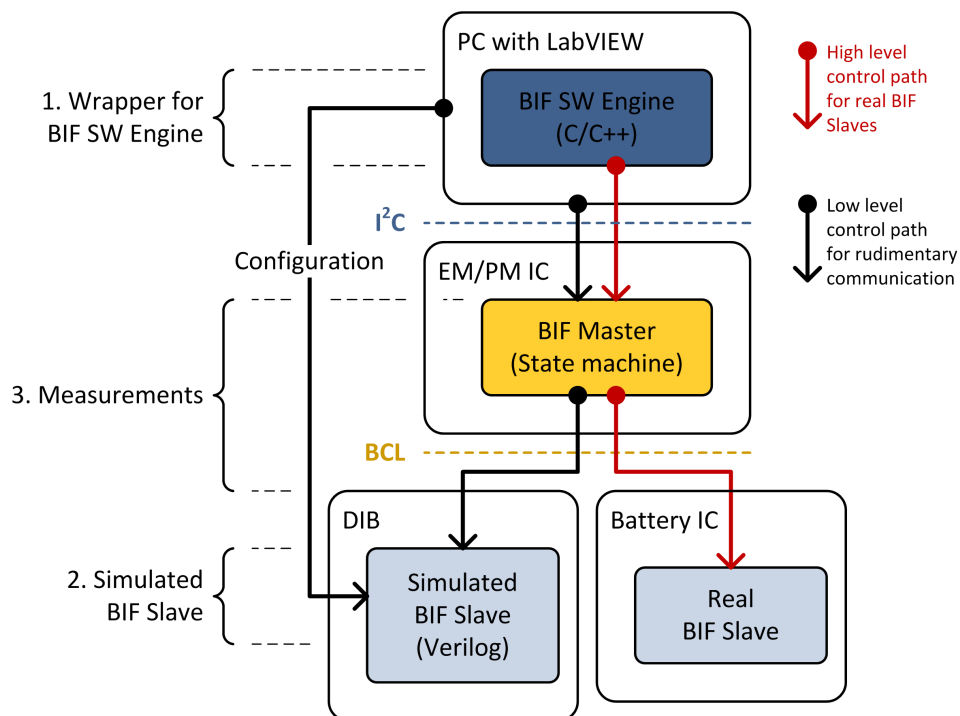 PC with LabVIEW
BIF SW Engine
(C/C++)
1. Wrapper for
BIF SW Engine
High level
control path
for real BIF
Slaves
I²C
Low level
control path
for rudimentary
communication
Configuration
EM/PM IC
BIF Master
(State machine)
3. Measurements
BCL
DIB
Battery IC
Simulated
BIF Slave
(Verilog)
Real
BIF Slave
2. Simulated
BIF Slave